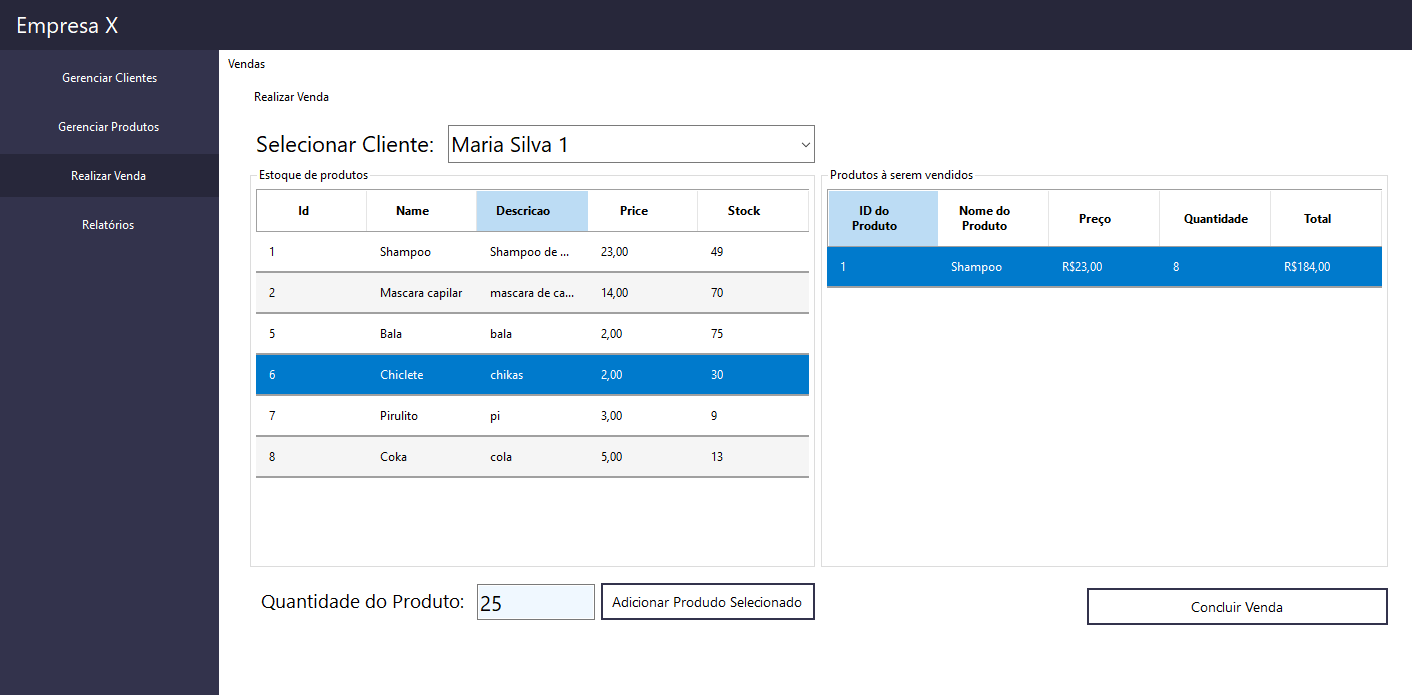 Empresa X
Gerenciar Clientes
Gerenciar Produtos
Realizar Venda
Relatórios
Vendas
Realizar Venda
Selecionar Cliente: Maria Silva 1
Estoque de produtos
Id Name Descricao Price Stock
1 Shampoo Shampoo de ... 23,00 49
2 Mascara capilar mascara de ca... 14,00 70
5 Bala bala 2,00 75
6 Chiclete chikas 2,00 30
7 Pirulito pi 3,00 9
8 Coka cola 5,00 13
Produtos à serem vendidos
ID do Produto Nome do Produto Preço Quantidade Total
1 Shampoo R$23,00 8 R$184,00
Quantidade do Produto: 25 Adicionar Produdo Selecionado
Concluir Venda